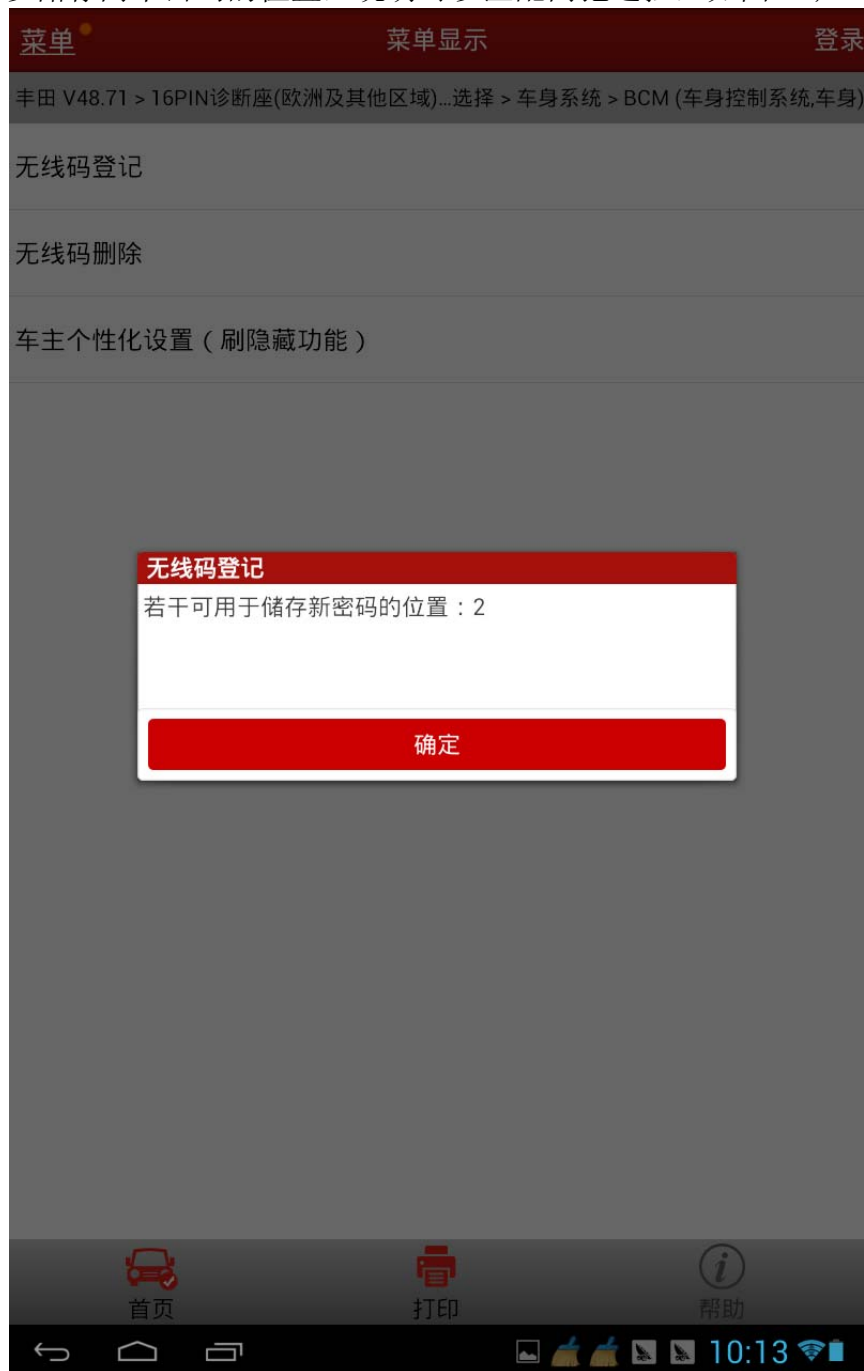 菜单 菜单显示 登录
丰田 V48.71 > 16PIN诊断座(欧洲及其他区域)...选择 > 车身系统 > BCM (车身控制系统,车身)
无线码登记
无线码删除
车主个性化设置（刷隐藏功能）
无线码登记
若干可用于储存新密码的位置：2
确定
首页 打印 帮助
10:13